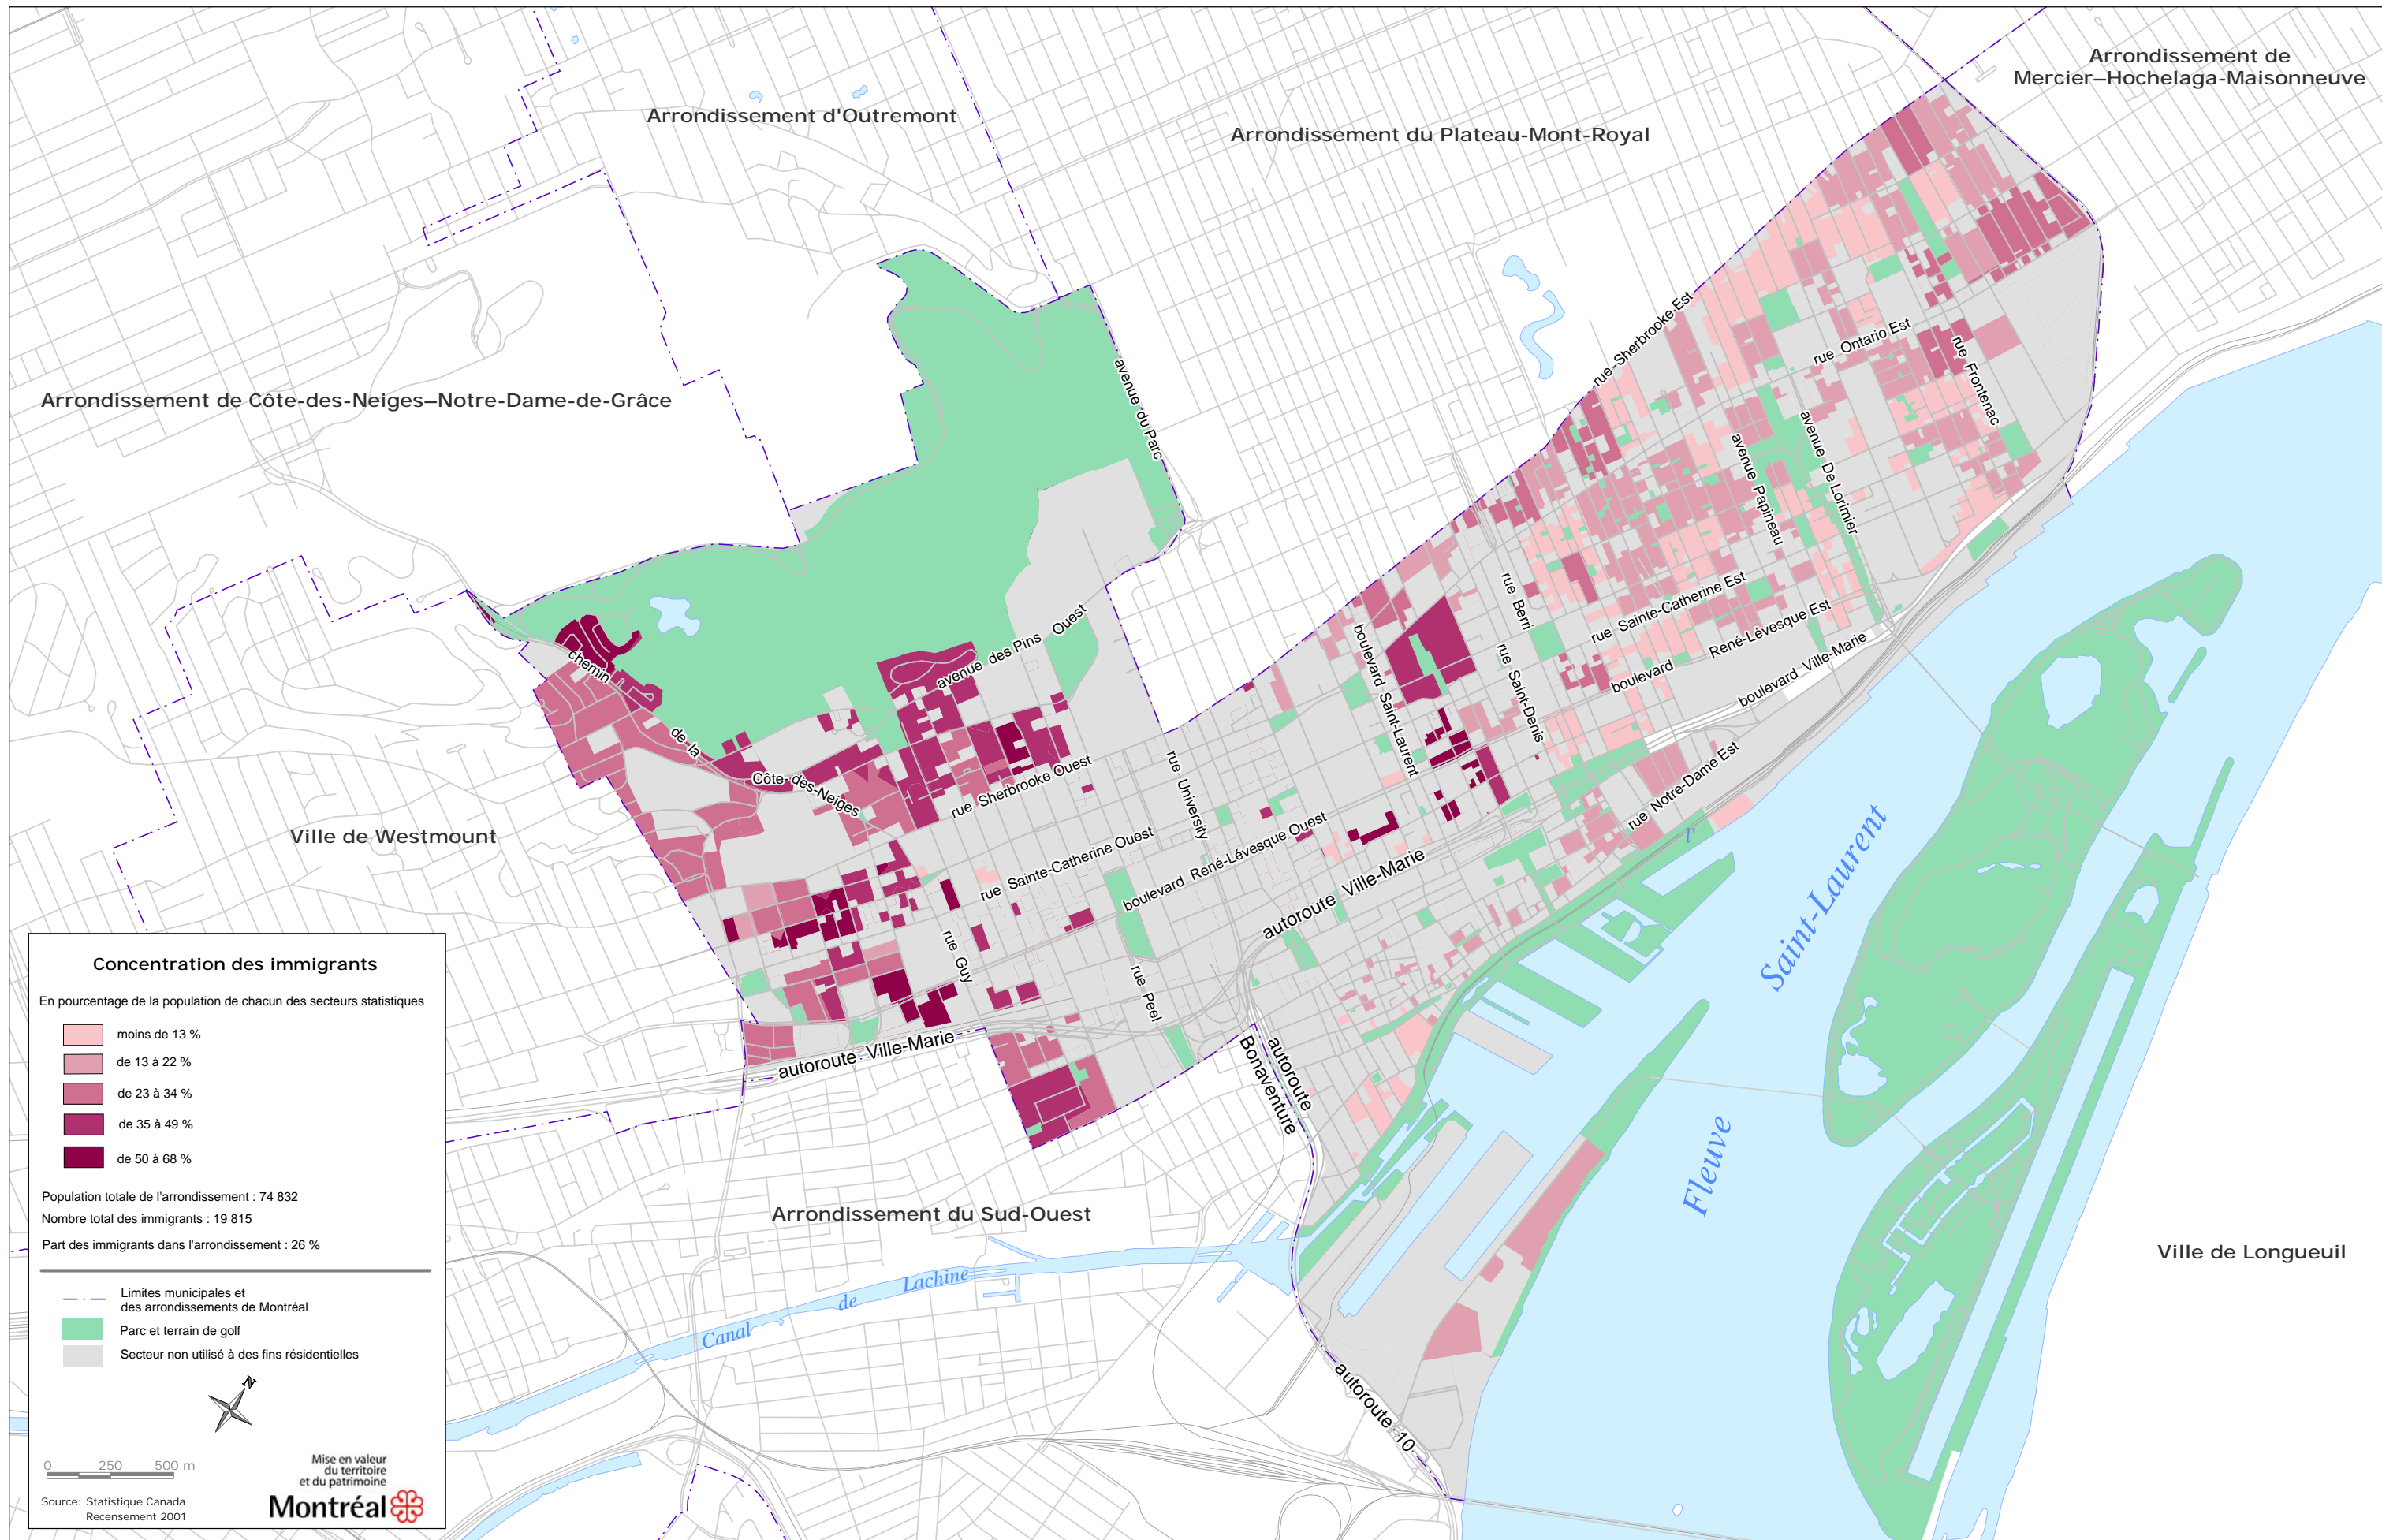 Arrondissement de
Mercier–Hochelaga-Maisonneuve
Arrondissement d'Outremont
Arrondissement du Plateau-Mont-Royal
Arrondissement de Côte-des-Neiges–Notre-Dame-de-Grâce
Ville de Westmount
Arrondissement du Sud-Ouest
Ville de Longueuil
avenue du Parc
rue Sherbrooke Est
rue Ontario Est
rue Frontenac
avenue De Lorimier
avenue Papineau
rue Berri
rue Sainte-Catherine Est
boulevard René-Lévesque Est
boulevard Ville-Marie
rue Saint-Denis
boulevard Saint-Laurent
rue Notre-Dame Est
avenue des Pins Ouest
chemin de la Côte-des-Neiges
rue Sherbrooke Ouest
rue University
rue Sainte-Catherine Ouest
boulevard René-Lévesque Ouest
autoroute Ville-Marie
rue Guy
rue Peel
autoroute Ville-Marie
autoroute Bonaventure
autoroute 10
Fleuve Saint-Laurent
l'
Canal de Lachine
Concentration des immigrants
En pourcentage de la population de chacun des secteurs statistiques
moins de 13 %
de 13 à 22 %
de 23 à 34 %
de 35 à 49 %
de 50 à 68 %
Population totale de l'arrondissement : 74 832
Nombre total des immigrants : 19 815
Part des immigrants dans l'arrondissement : 26 %
Limites municipales et
des arrondissements de Montréal
Parc et terrain de golf
Secteur non utilisé à des fins résidentielles
N
0 250 500 m
Mise en valeur
du territoire
et du patrimoine
Montréal
Source: Statistique Canada
Recensement 2001